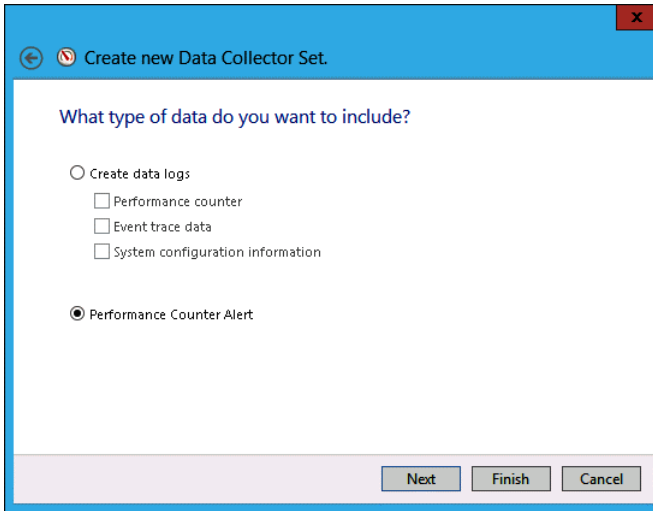 x
Create new Data Collector Set.
What type of data do you want to include?
Create data logs
Performance counter
Event trace data
System configuration information
Performance Counter Alert
Next Finish Cancel